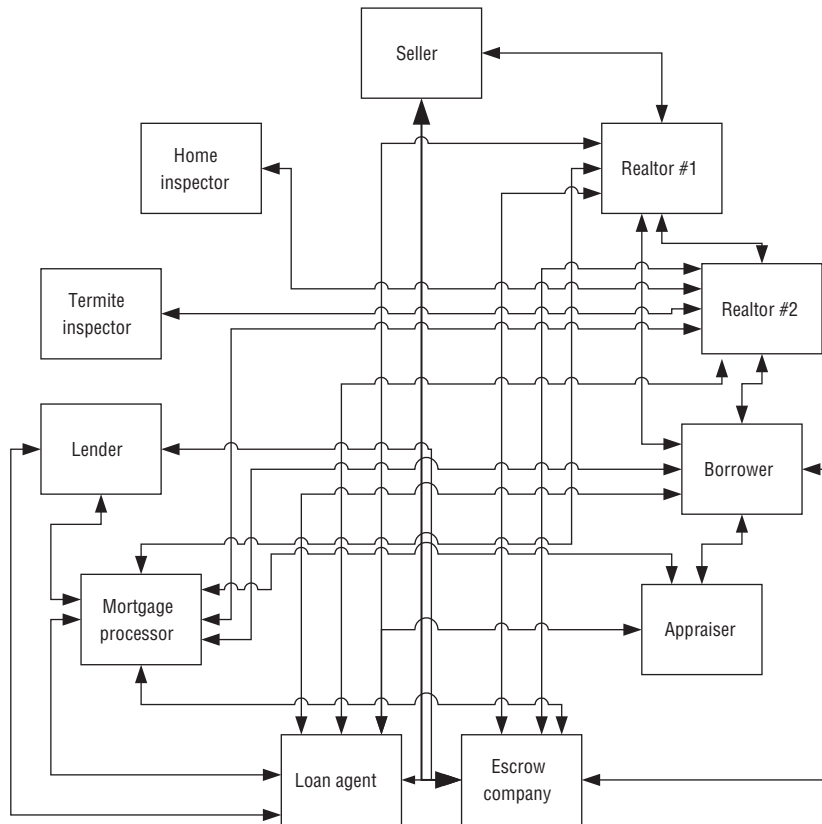 Seller
Home
inspector
Realtor #1
Termite
inspector
Realtor #2
Lender
Borrower
Mortgage
processor
Appraiser
Loan agent
Escrow
company